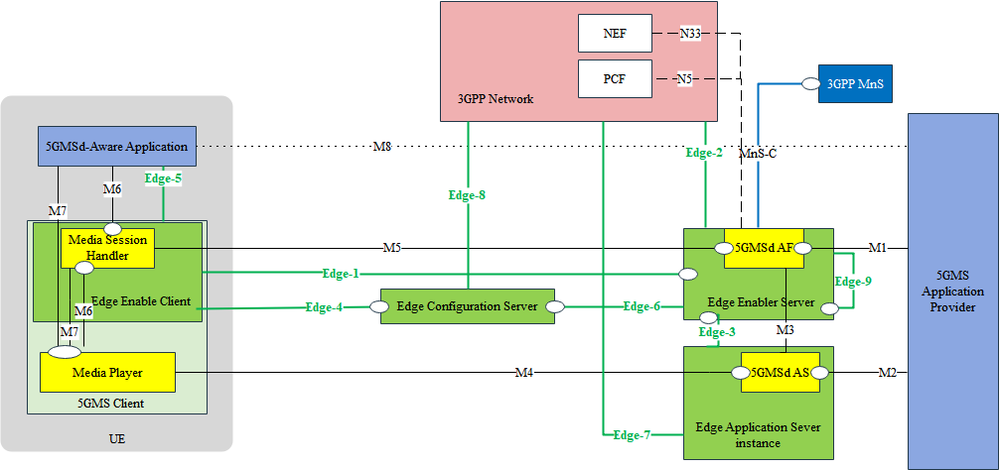 NEF
N33
PCF
N5
3GPP Network
3GPP MnS
5GMSd-Aware Application
M8
Edge-2
MnS-C
Edge-5
M6
Edge-8
M7
Media Session
Handler
M5
5GMSd AF
M1
Edge-1
Edge-9
5GMS
Application
Provider
Edge Enable Client
Edge-4
Edge Configuration Server
Edge-6
Edge Enabler Server
M6
M7
Edge-3
M3
Media Player
M4
5GMSd AS
M2
5GMS Client
Edge Application Sever
instance
Edge-7
UE